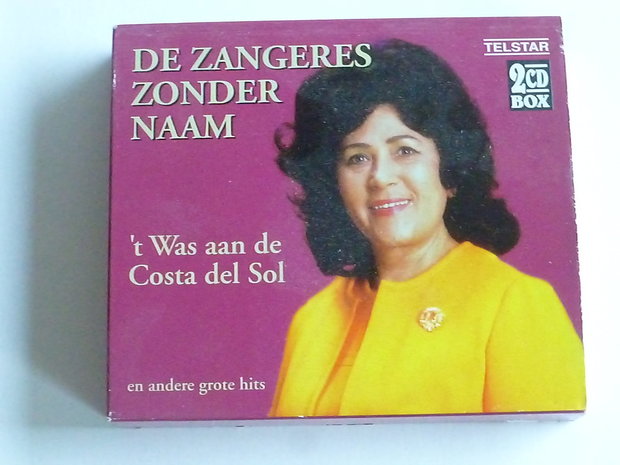 DE ZANGERES
ZONDER
NAAM
TELSTAR
2CD
BOX
't Was aan de
Costa del Sol
en andere grote hits